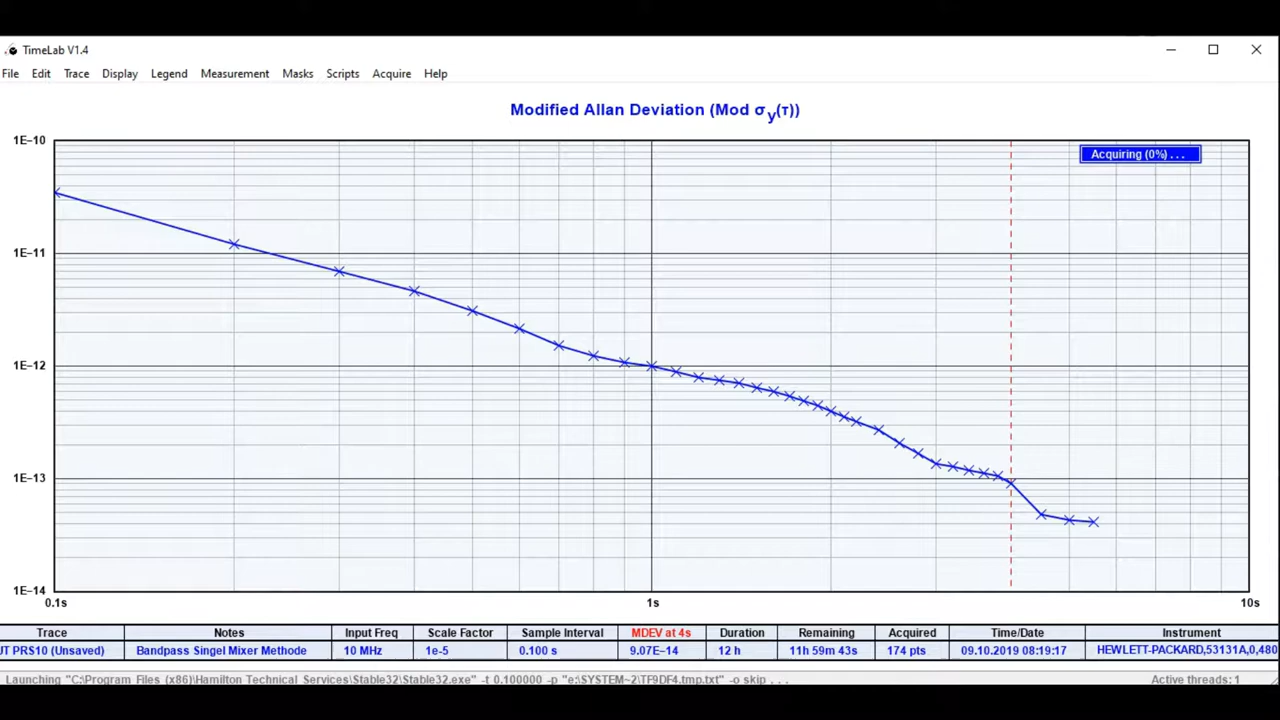 TimeLab V1.4
File Edit Trace Display Legend Measurement Masks Scripts Acquire Help
Modified Allan Deviation (Mod σy(τ))
1E−10
Acquiring (0%) . . .
1E−11
1E−12
1E−13
1E−14
0.1s 1s 10s
Trace Notes Input Freq Scale Factor Sample Interval MDEV at 4s Duration Remaining Acquired Time/Date Instrument
JT PRS10 (Unsaved) Bandpass Singel Mixer Methode 10 MHz 1e-5 0.100 s 9.07E−14 12 h 11h 59m 43s 174 pts 09.10.2019 08:19:17 HEWLETT-PACKARD,53131A,0,480
Launching "C:\Program Files (x86)\Hamilton Technical Services\Stable32\Stable32.exe" -t 0.100000 -p "e:\SYSTEM~2\TF9DF4.tmp.txt" -o skip . . . Active threads: 1